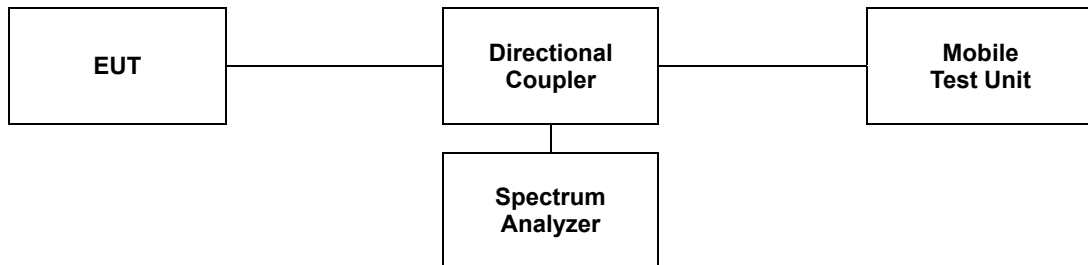 EUT
Directional
Coupler
Mobile
Test Unit
Spectrum
Analyzer